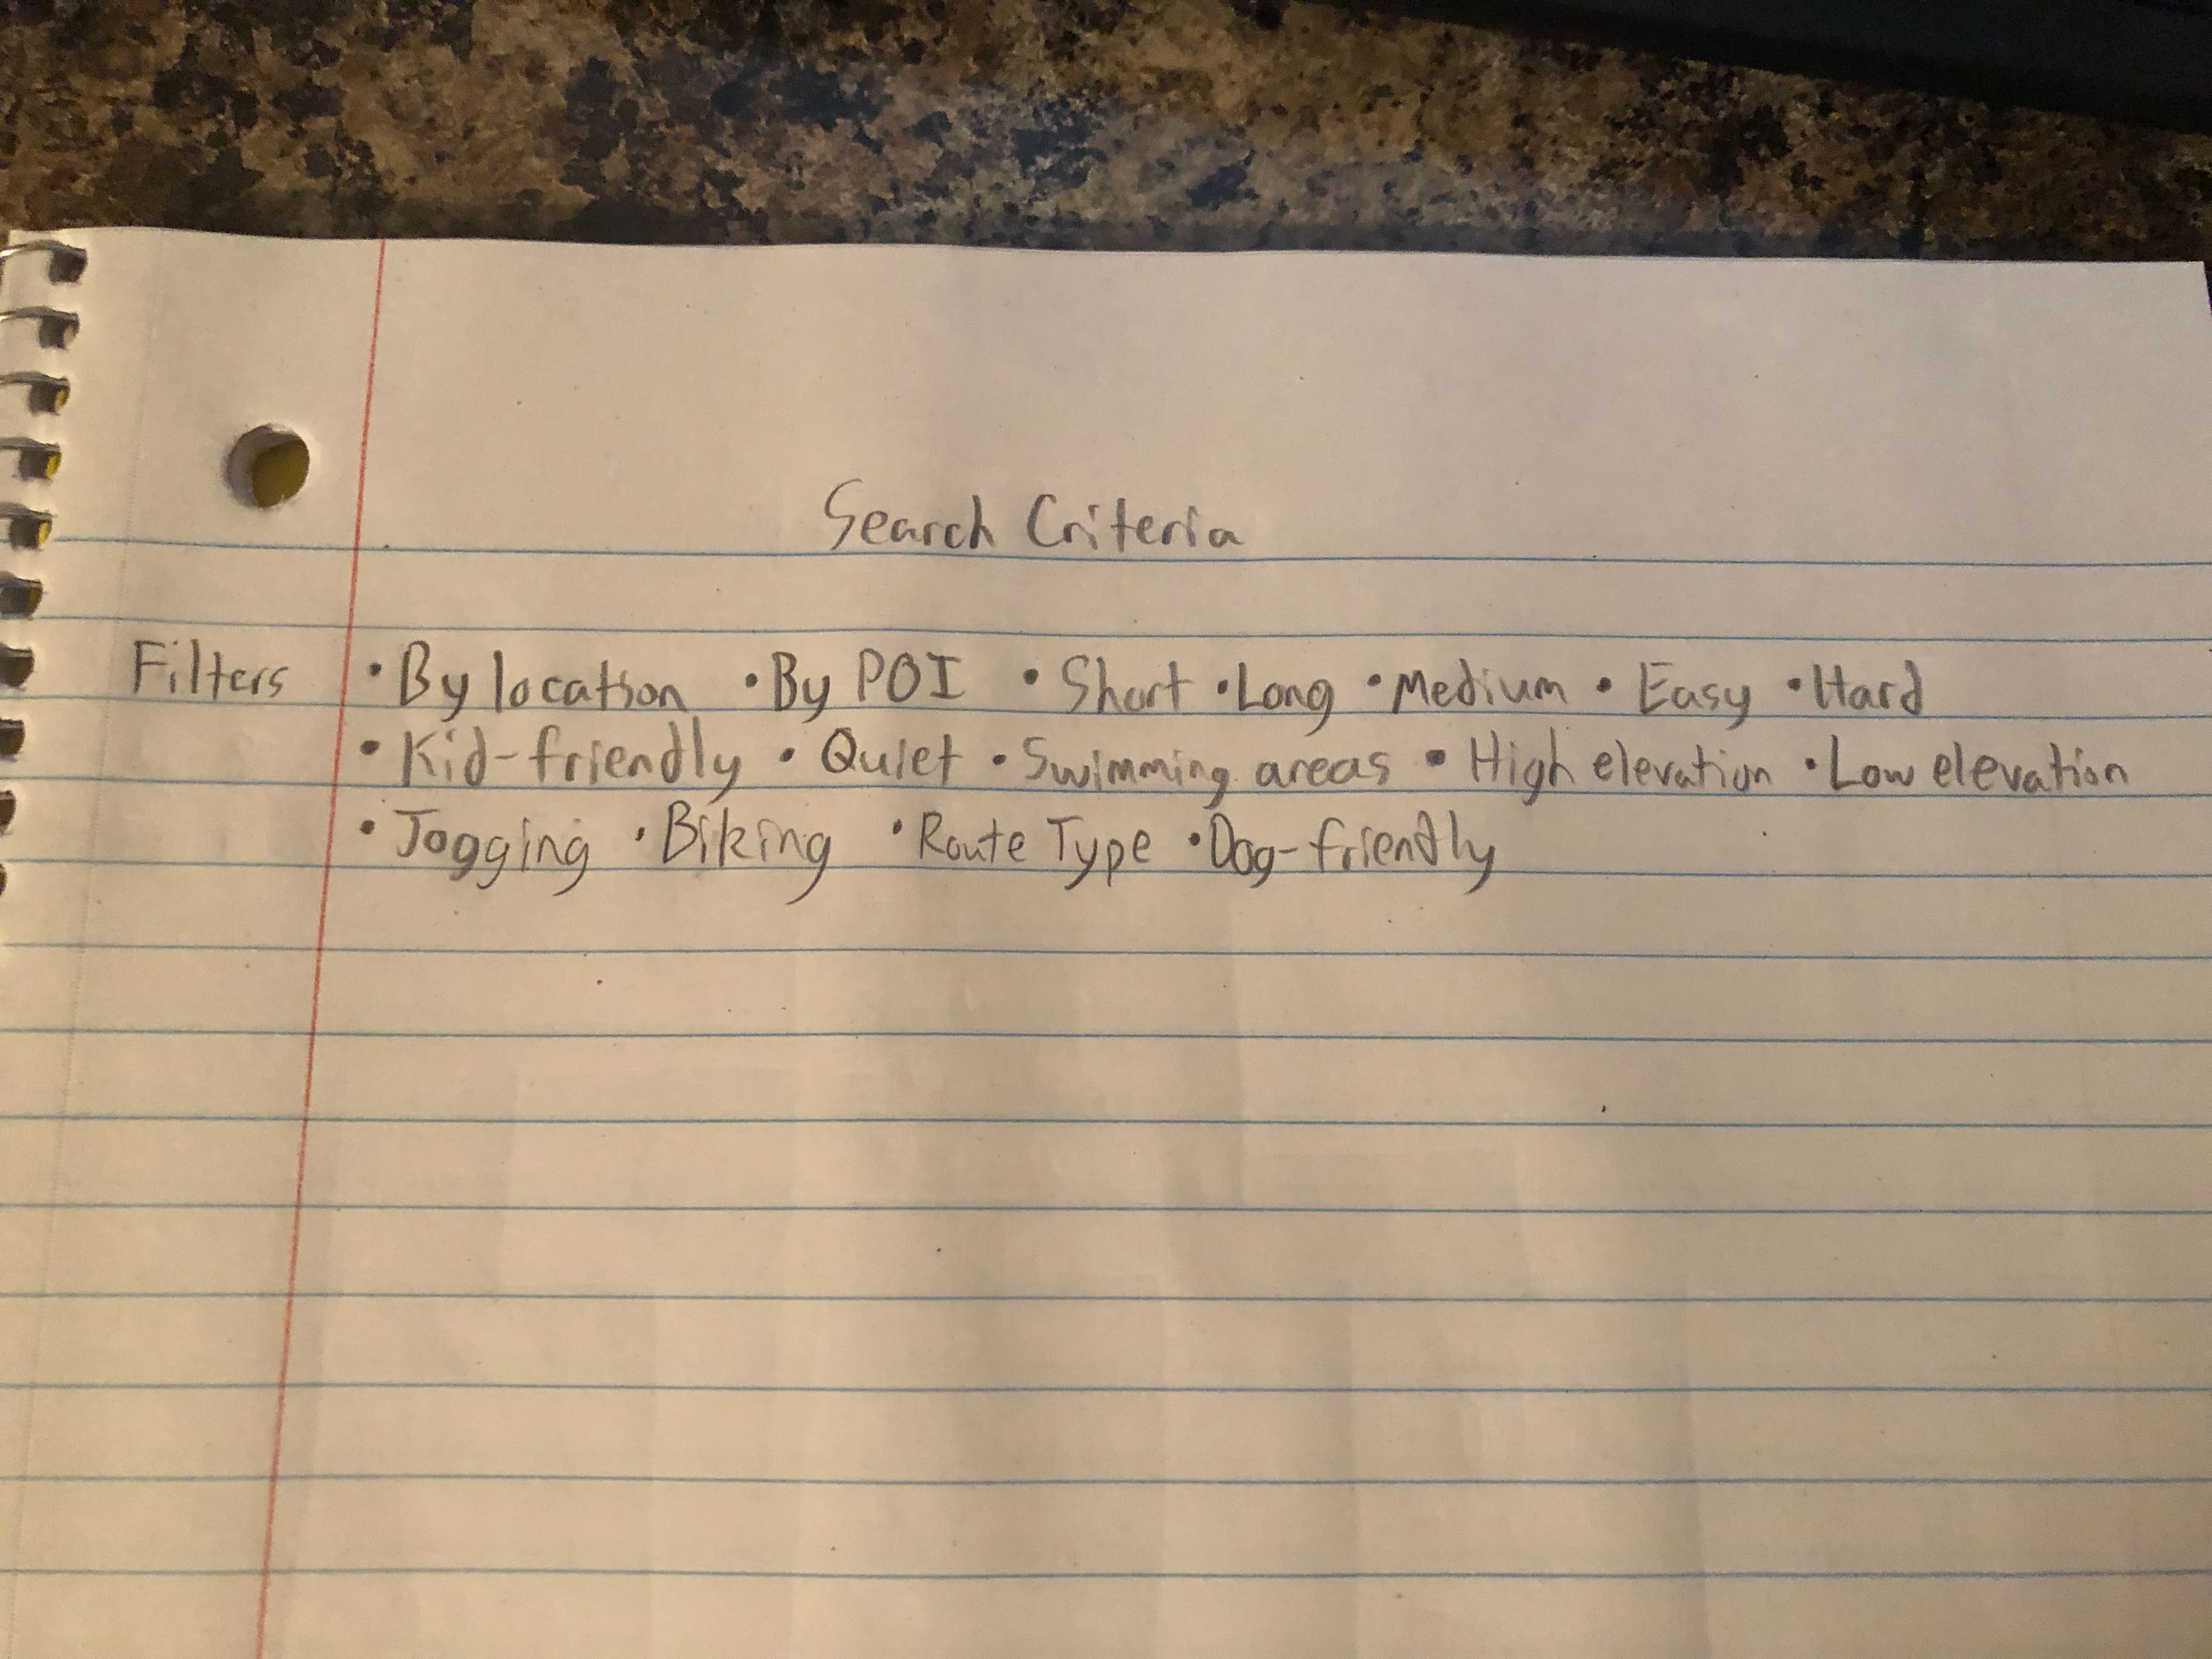 Search Criteria
Filters • By location • By POI • Short • Long • Medium • Easy • Hard
• Kid-friendly • Quiet • Swimming areas • High elevation • Low elevation
• Jogging • Biking • Route Type • Dog-friendly